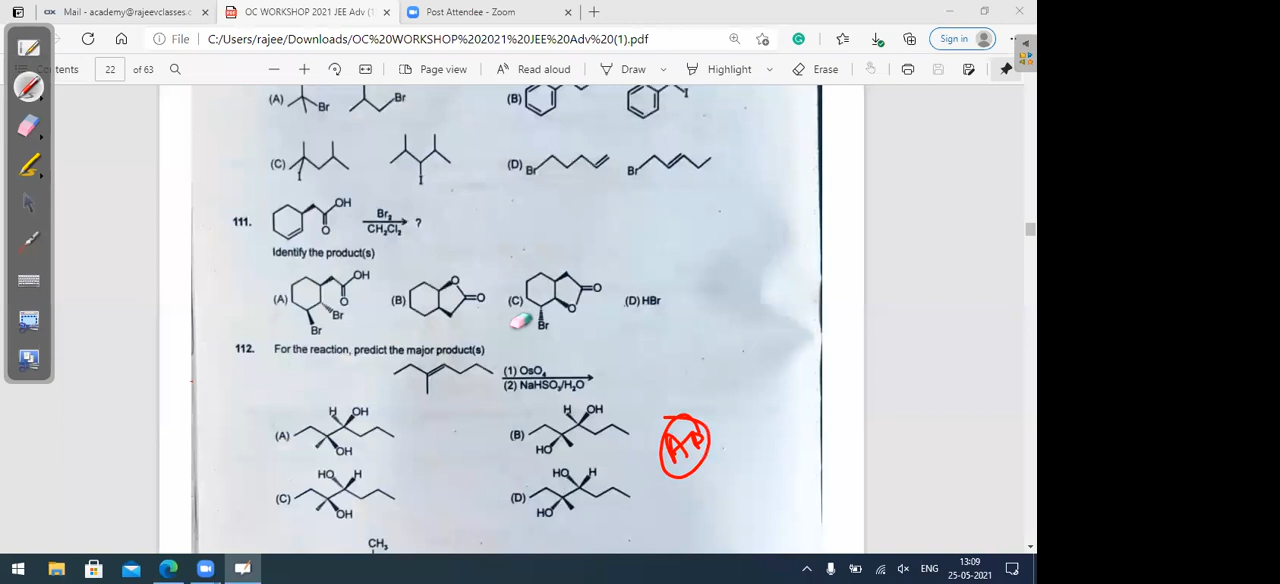 Mail - academy@rajeevclasses.c
OC WORKSHOP 2021 JEE Adv (1
Post Attendee - Zoom
File
C:/Users/rajee/Downloads/OC%20WORKSHOP%202021%20JEE%20Adv%20(1).pdf
Sign in
ontents
22 of 63
Page view
Read aloud
Draw
Highlight
Erase
(A) Br Br
(B) I
(C) I I
(D) Br Br
111. OH O Br₂ CH₂Cl₂ ?
Identify the product(s)
(A) OH O Br Br
(B) O O
(C) O O Br
(D) HBr
112. For the reaction, predict the major product(s)
(1) OsO₄
(2) NaHSO₃/H₂O
(A) H OH OH
(B) H OH HO
(C) HO H OH
(D) HO H HO
CH₃
ENG
13:09
25-05-2021